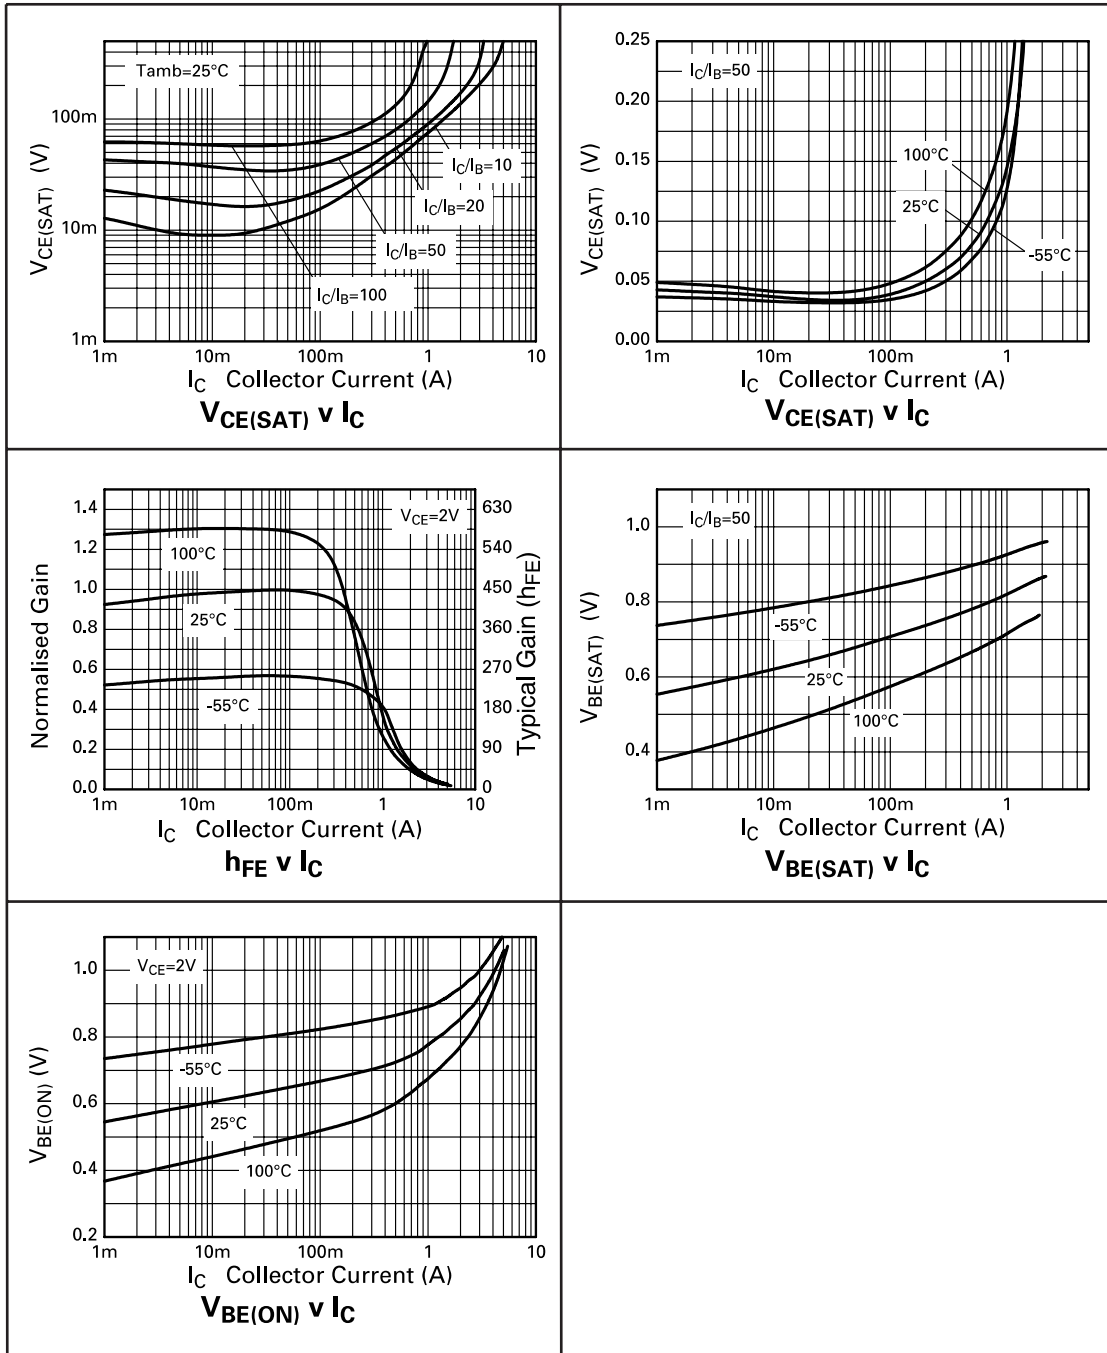 Tamb=25°C
100m
10m
1m
VCE(SAT) (V)
IC/IB=10
IC/IB=20
IC/IB=50
IC/IB=100
1m 10m 100m 1 10
IC Collector Current (A)
VCE(SAT) v IC
IC/IB=50
0.25
0.20
0.15
0.10
0.05
0.00
VCE(SAT) (V)
100°C
25°C
-55°C
1m 10m 100m 1
IC Collector Current (A)
VCE(SAT) v IC
VCE=2V
1.4
1.2
1.0
0.8
0.6
0.4
0.2
0.0
Normalised Gain
100°C
25°C
-55°C
630
540
450
360
270
180
90
0
Typical Gain (hFE)
1m 10m 100m 1 10
IC Collector Current (A)
hFE v IC
IC/IB=50
1.0
0.8
0.6
0.4
VBE(SAT) (V)
-55°C
25°C
100°C
1m 10m 100m 1
IC Collector Current (A)
VBE(SAT) v IC
VCE=2V
1.0
0.8
0.6
0.4
0.2
VBE(ON) (V)
-55°C
25°C
100°C
1m 10m 100m 1 10
IC Collector Current (A)
VBE(ON) v IC